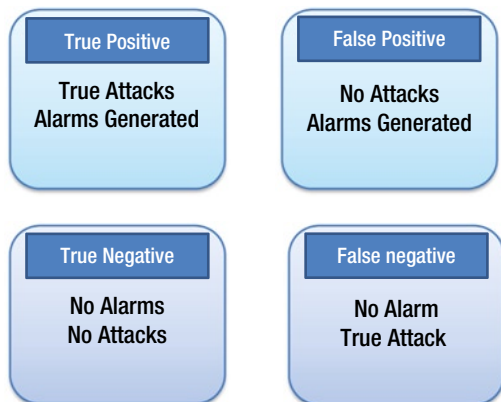 True Positive
True Attacks
Alarms Generated
False Positive
No Attacks
Alarms Generated
True Negative
No Alarms
No Attacks
False negative
No Alarm
True Attack